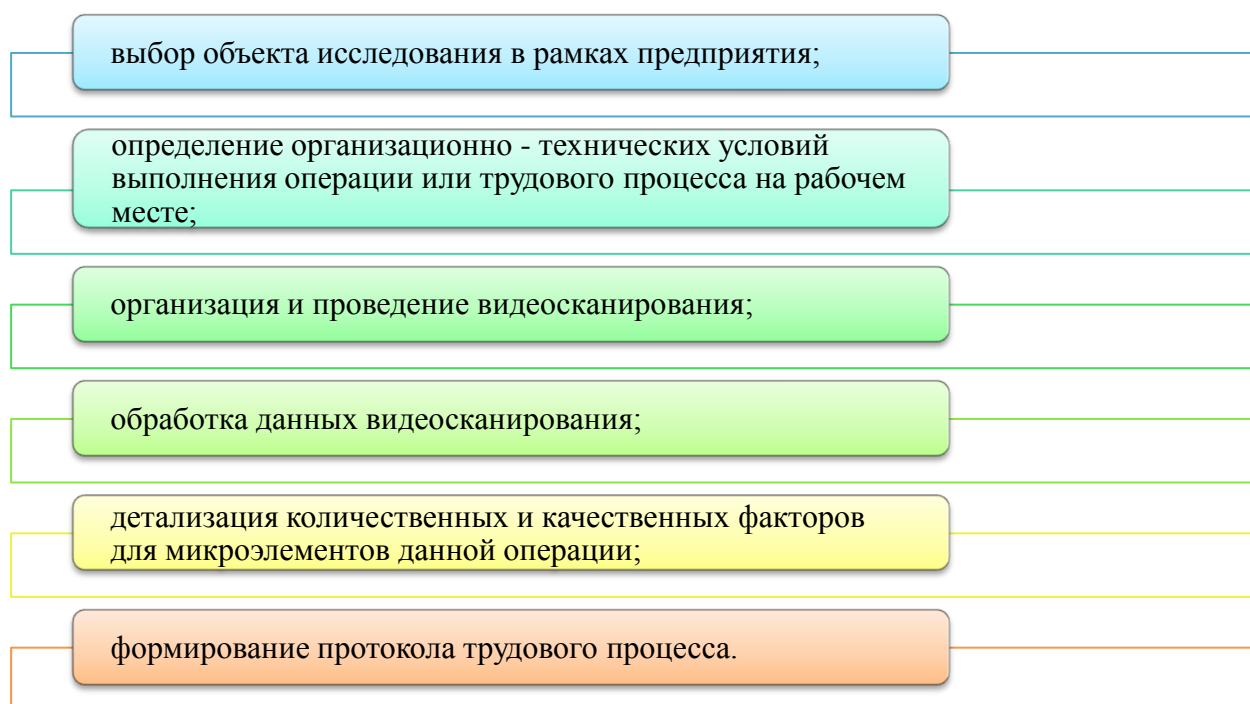 выбор объекта исследования в рамках предприятия;
определение организационно - технических условий
выполнения операции или трудового процесса на рабочем
месте;
организация и проведение видеосканирования;
обработка данных видеосканирования;
детализация количественных и качественных факторов
для микроэлементов данной операции;
формирование протокола трудового процесса.